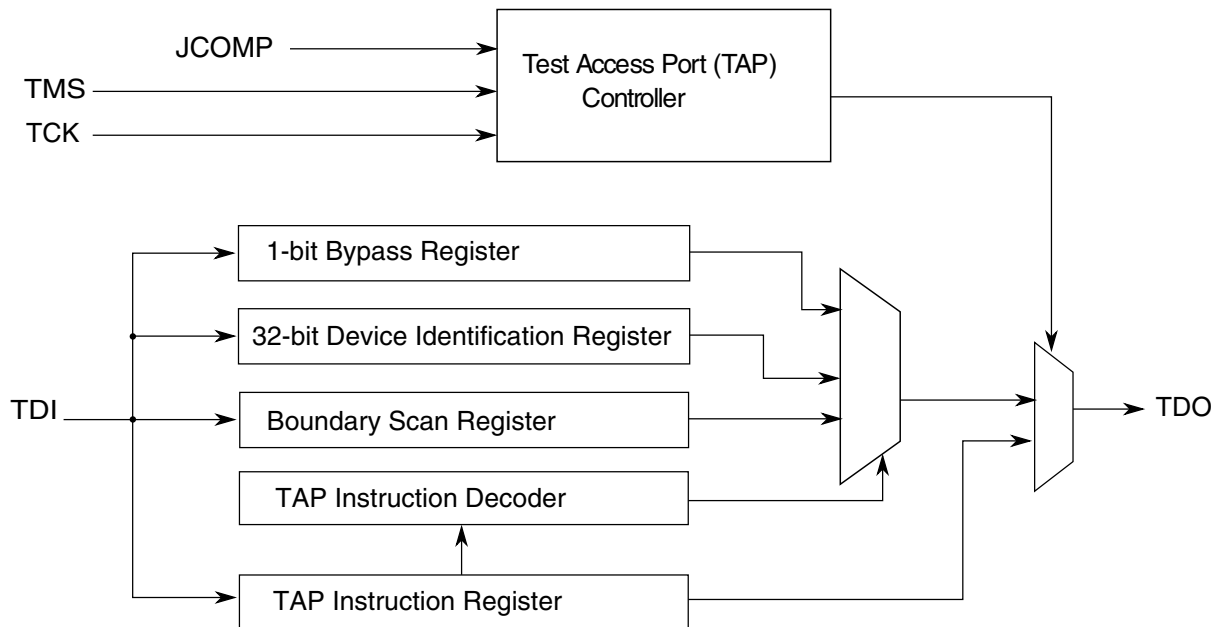 JCOMP
TMS
TCK
Test Access Port (TAP)
Controller
1-bit Bypass Register
32-bit Device Identification Register
TDI
Boundary Scan Register
TDO
TAP Instruction Decoder
TAP Instruction Register